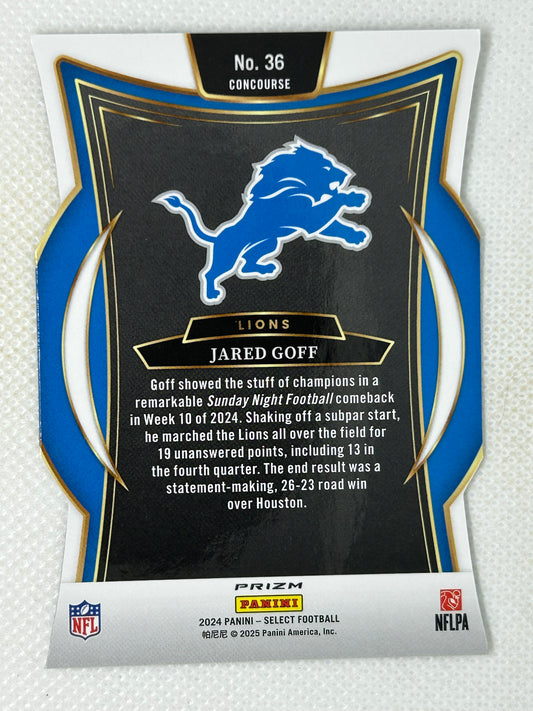 No. 36
CONCOURSE
LIONS
JARED GOFF
Goff showed the stuff of champions in a
remarkable Sunday Night Football comeback
in Week 10 of 2024. Shaking off a subpar start,
he marched the Lions all over the field for
19 unanswered points, including 13 in
the fourth quarter. The end result was a
statement-making, 26-23 road win
over Houston.
PRIZM
PANINI
NFL
NFLPA
2024 PANINI – SELECT FOOTBALL
帕尼尼 © 2025 Panini America, Inc.